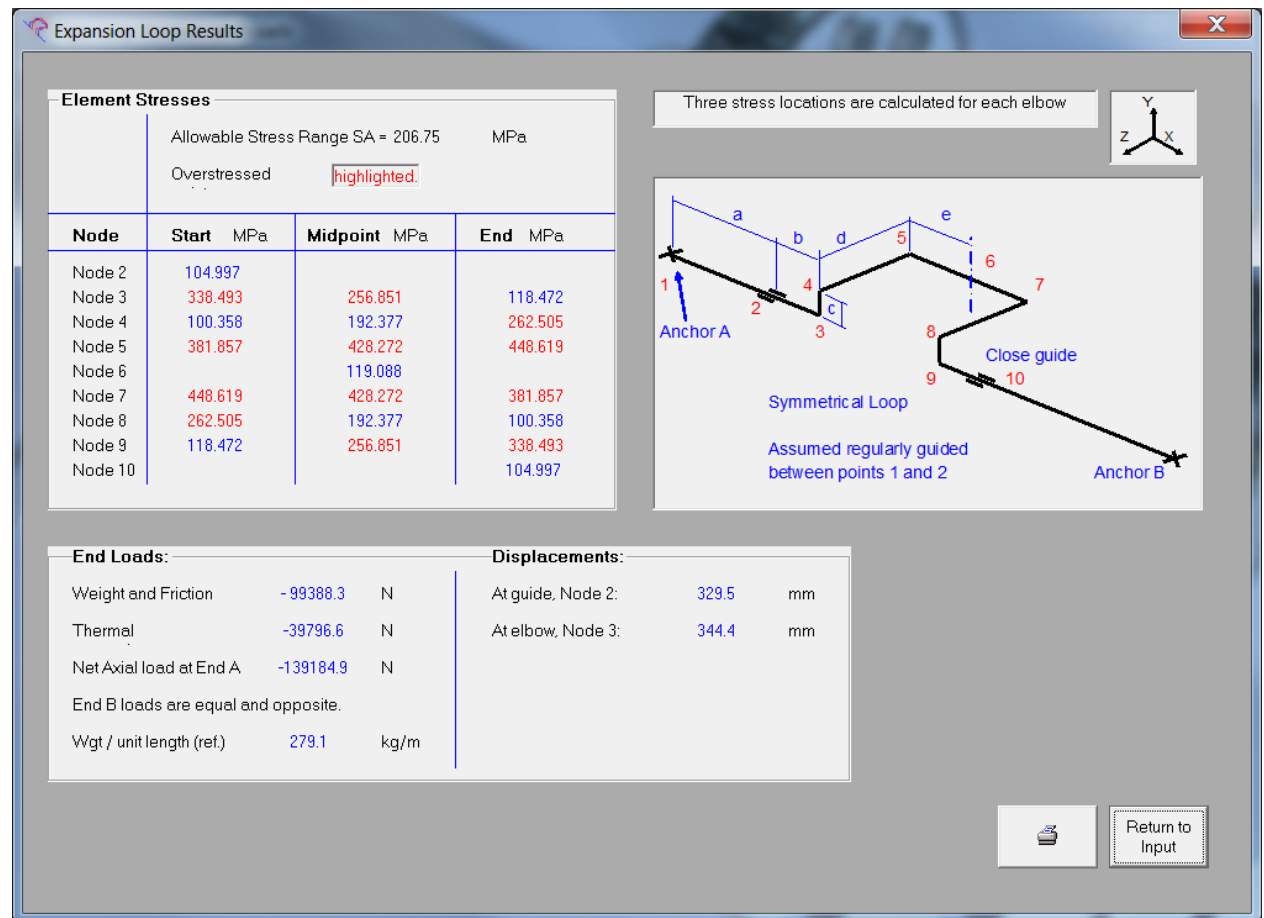 Expansion Loop Results
X
Element Stresses
Allowable Stress Range SA = 206.75 MPa
Overstressed highlighted.
Node Start MPa Midpoint MPa End MPa
Node 2 104.997
Node 3 338.493 256.851 118.472
Node 4 100.358 192.377 262.505
Node 5 381.857 428.272 448.619
Node 6 119.088
Node 7 448.619 428.272 381.857
Node 8 262.505 192.377 100.358
Node 9 118.472 256.851 338.493
Node 10 104.997
Three stress locations are calculated for each elbow
Y
Z X
a
e
b d 5
6
1 4 7
2 c
Anchor A 3 8
Close guide
9 10
Symmetrical Loop
Assumed regularly guided
between points 1 and 2
Anchor B
End Loads:
Weight and Friction - 99388.3 N
Thermal -39796.6 N
Net Axial load at End A -139184.9 N
End B loads are equal and opposite.
Wgt / unit length (ref.) 279.1 kg/m
Displacements:
At guide, Node 2: 329.5 mm
At elbow, Node 3: 344.4 mm
Return to
Input